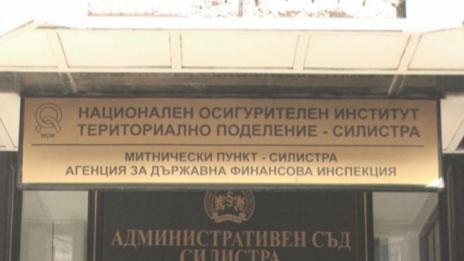 НАЦИОНАЛЕН ОСИГУРИТЕЛЕН ИНСТИТУТ
ТЕРИТОРИАЛНО ПОДЕЛЕНИЕ - СИЛИСТРА
НОИ
МИТНИЧЕСКИ ПУНКТ - СИЛИСТРА
АГЕНЦИЯ ЗА ДЪРЖАВНА ФИНАНСОВА ИНСПЕКЦИЯ
АДМИНИСТРАТИВЕН СЪД
СИЛИСТРА